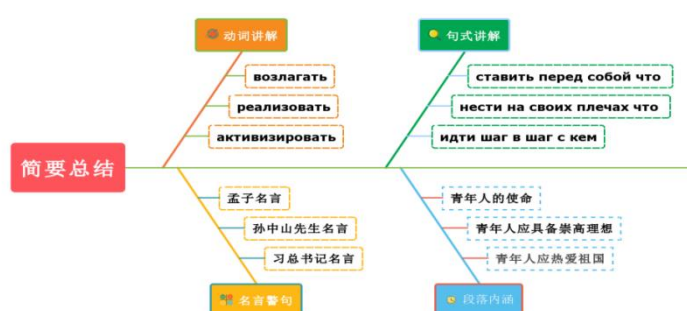 动词讲解
句式讲解
возлагать
ставить перед собой что
реализовать
нести на своих плечах что
активизировать
идти шаг в шаг с кем
简要总结
孟子名言
青年人的使命
孙中山先生名言
青年人应具备崇高理想
习总书记名言
青年人应热爱祖国
名言警句
段落内涵